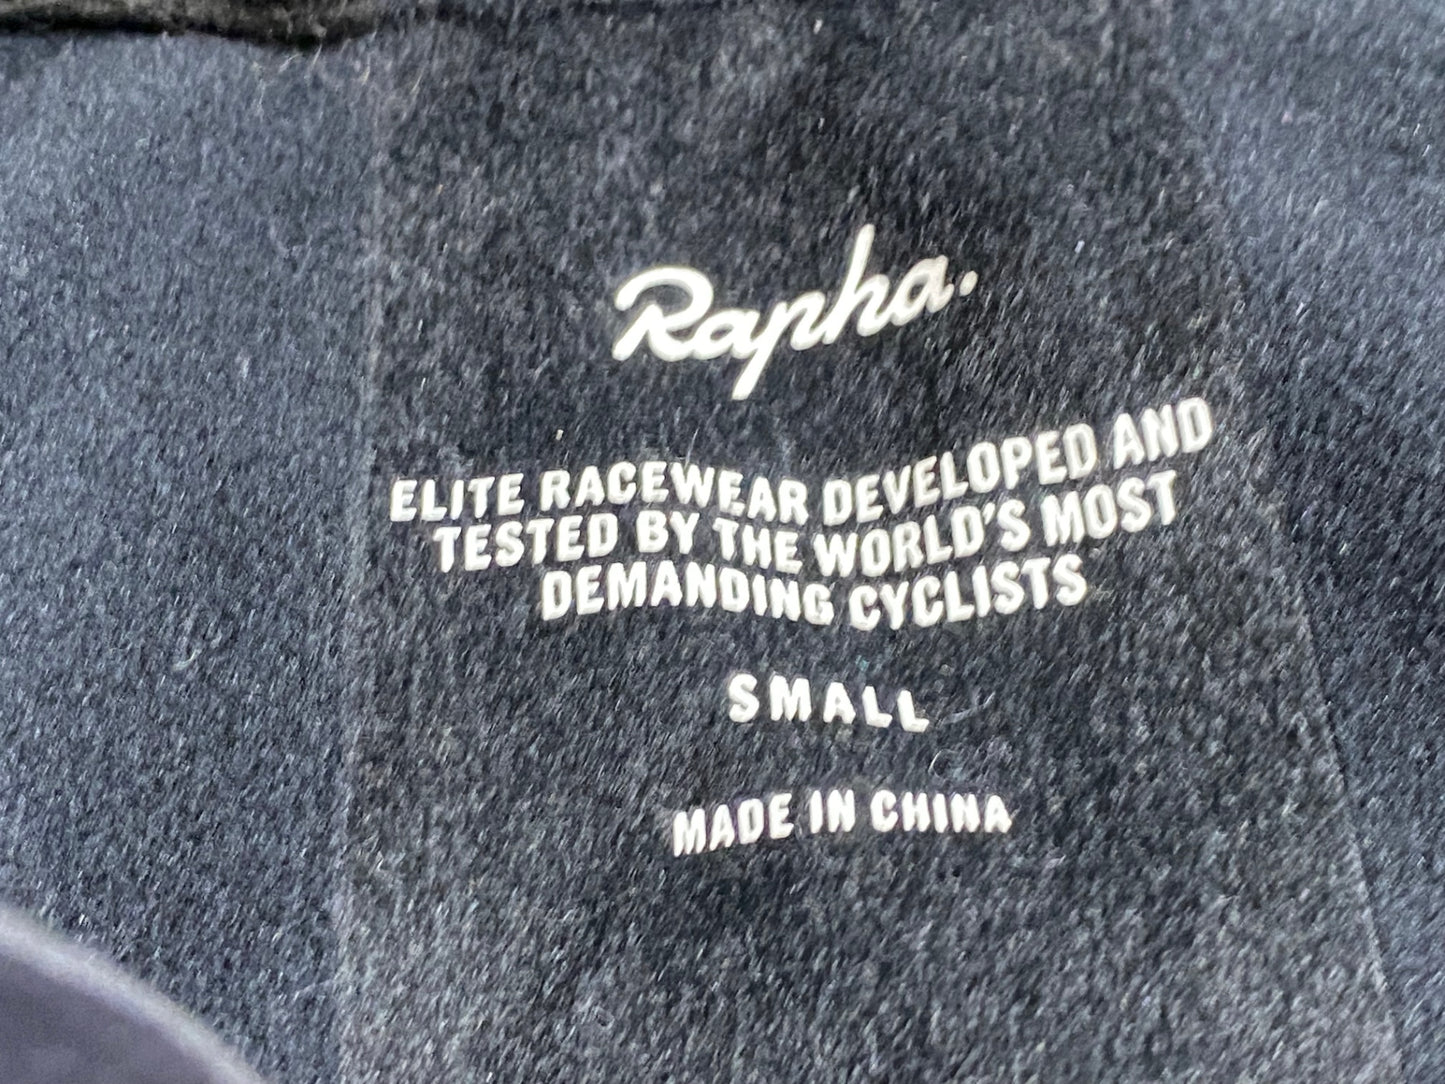 Rapha.
ELITE RACEWEAR DEVELOPED AND
TESTED BY THE WORLD'S MOST
DEMANDING CYCLISTS
SMALL
MADE IN CHINA